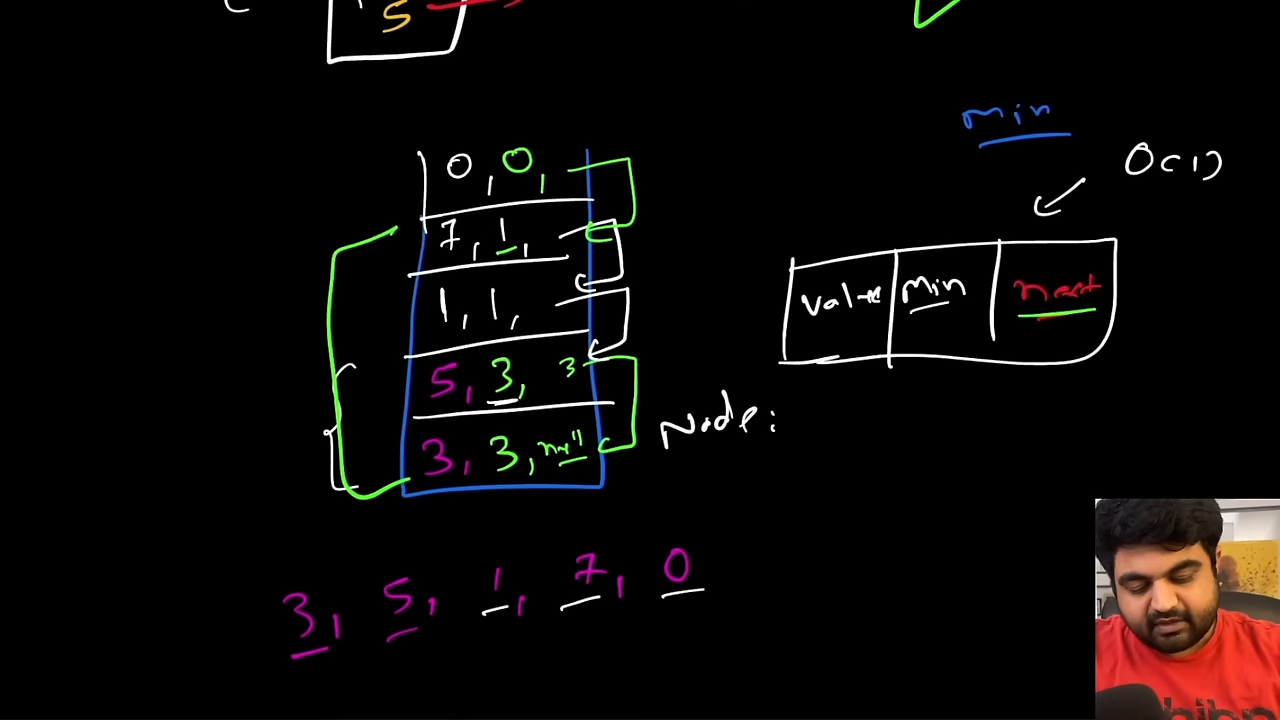 5
min
O(1)
0, 0,
7, 1,
1, 1,
value min next
5, 3, 3
Node:
3, 3, null
3, 5, 1, 7, 0